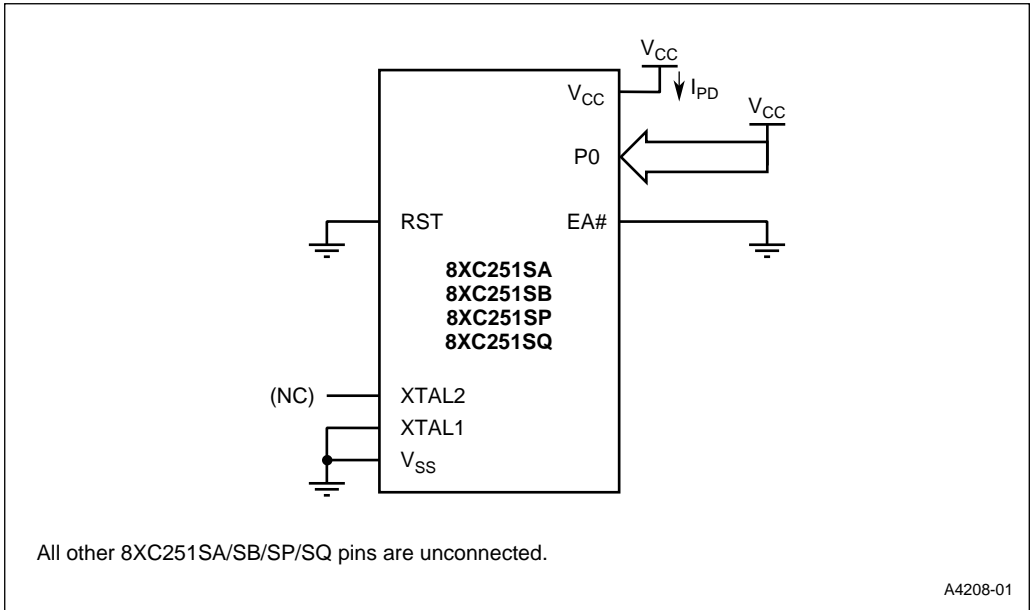 VCC
IPD
VCC
VCC
P0
RST
EA#
8XC251SA
8XC251SB
8XC251SP
8XC251SQ
(NC)
XTAL2
XTAL1
VSS
All other 8XC251SA/SB/SP/SQ pins are unconnected.
A4208-01